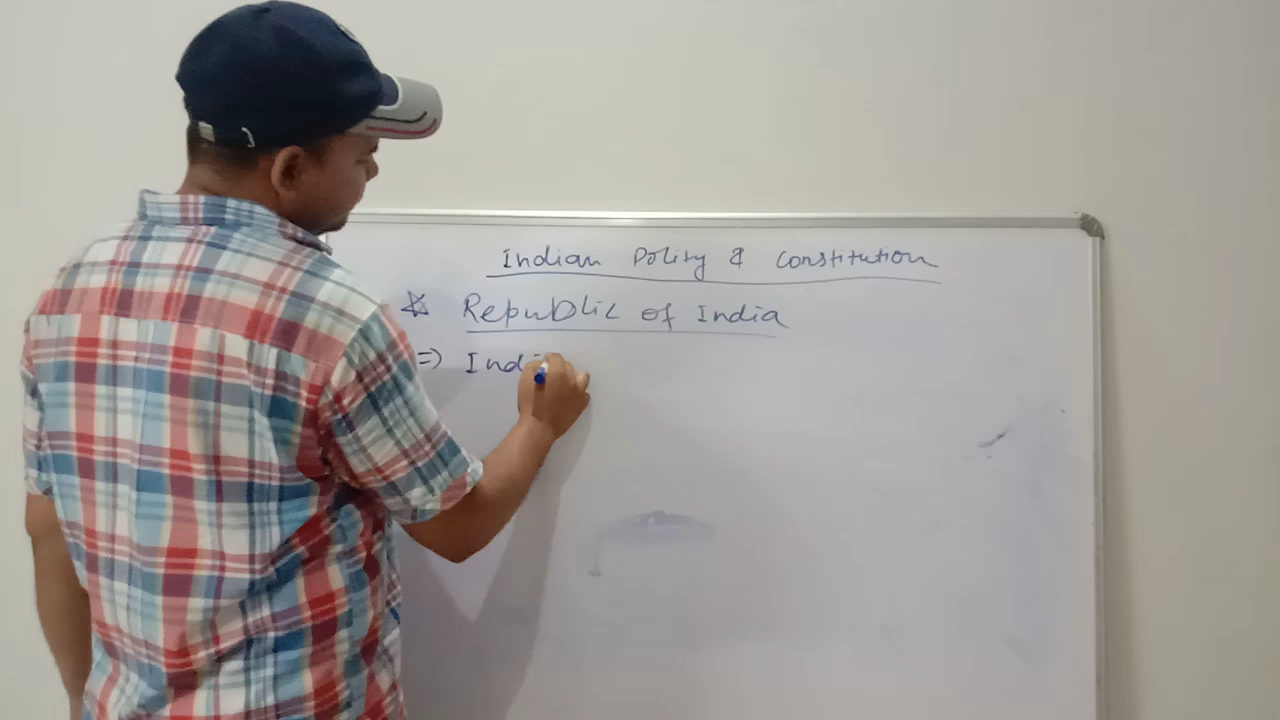 Indian Polity & Constitution
☆ Republic of India
=> Indi